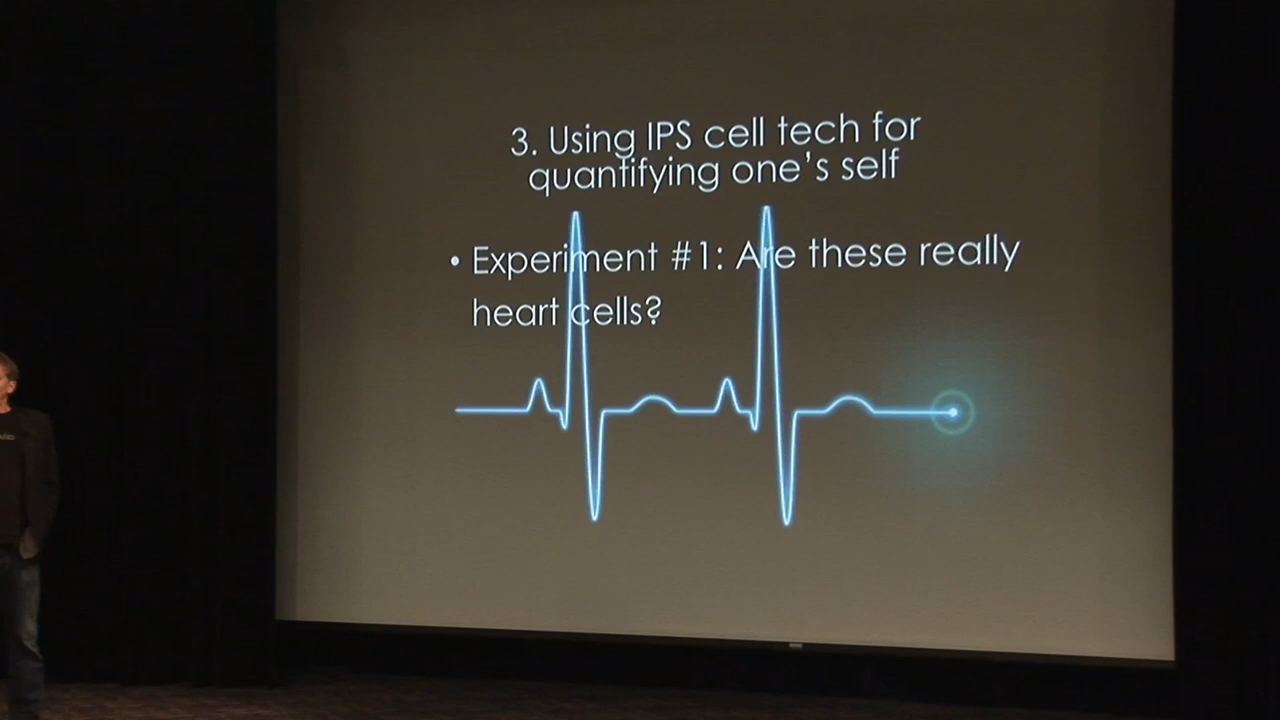 3. Using IPS cell tech for
quantifying one's self
• Experiment #1: Are these really
heart cells?